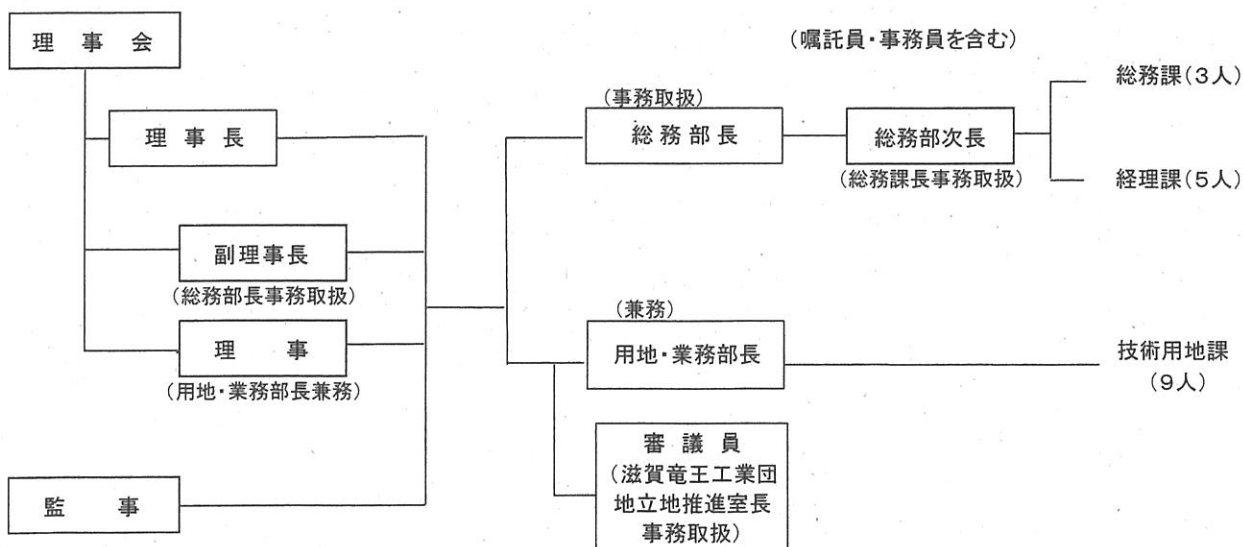 理事会
理事長
副理事長
(総務部長事務取扱)
理事
(用地・業務部長兼務)
監事
(嘱託員・事務員を含む)
(事務取扱)
総務部長
総務部次長
(総務課長事務取扱)
総務課(3人)
経理課(5人)
(兼務)
用地・業務部長
技術用地課
(9人)
審議員
(滋賀竜王工業団
地立地推進室長
事務取扱)